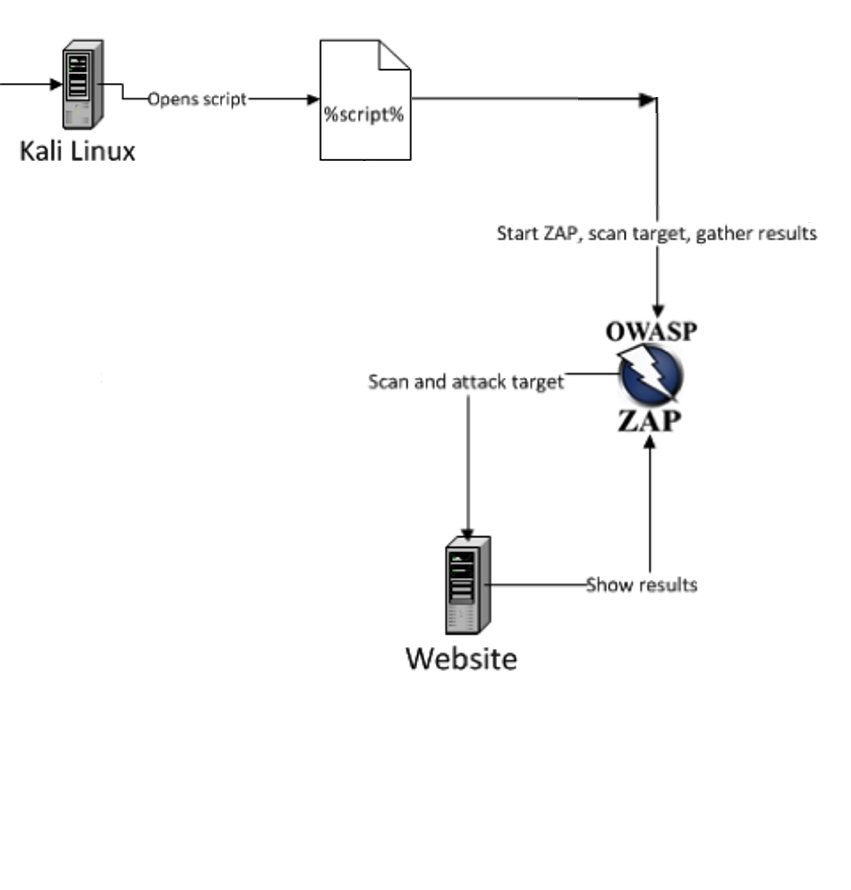 Opens script
%script%
Kali Linux
Start ZAP, scan target, gather results
OWASP
Scan and attack target
ZAP
Show results
Website